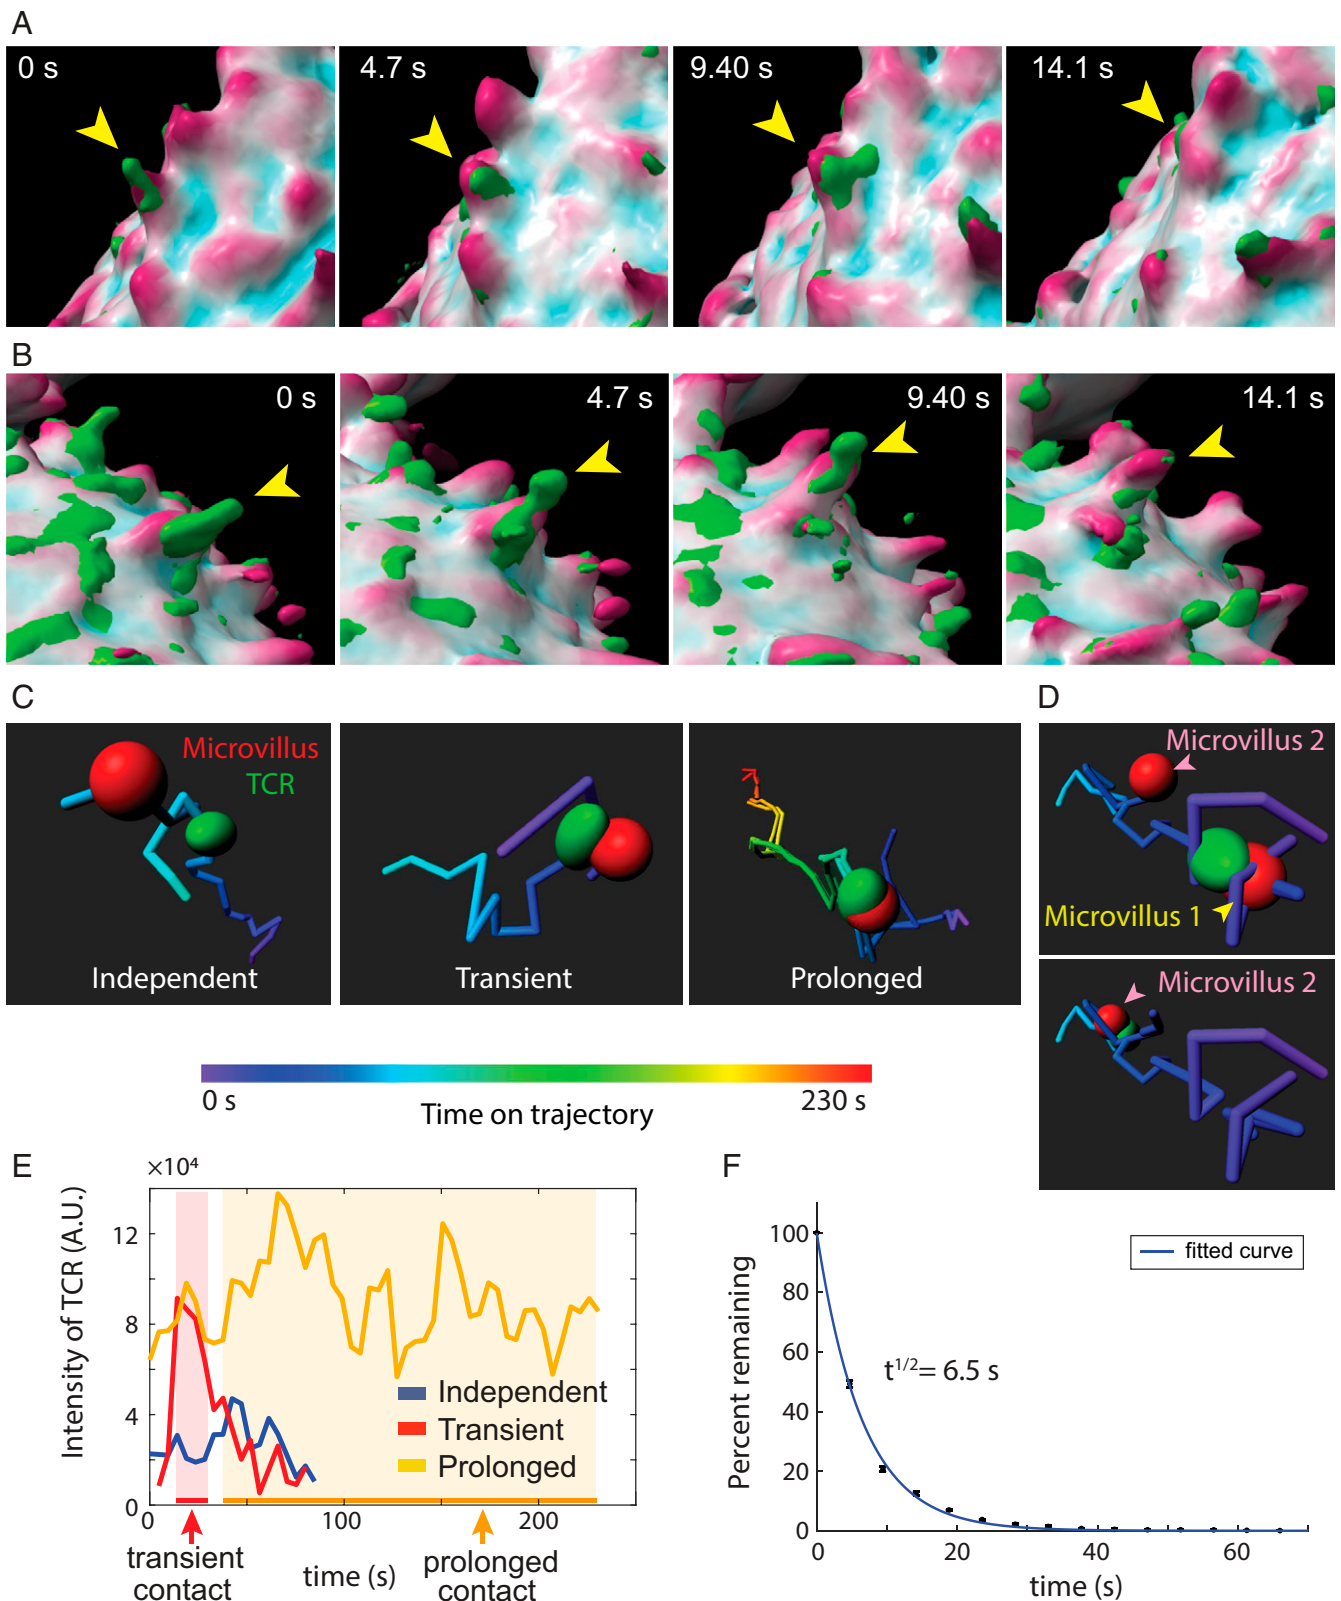 A
0 s
4.7 s
9.40 s
14.1 s
B
0 s
4.7 s
9.40 s
14.1 s
C
Microvillus
TCR
Independent
Transient
Prolonged
D
Microvillus 2
Microvillus 1
Microvillus 2
0 s
Time on trajectory
230 s
E
×10⁴
Intensity of TCR (A.U.)
12
8
4
0
0
100
200
time (s)
Independent
Transient
Prolonged
transient
contact
prolonged
contact
F
Percent remaining
100
80
60
40
20
0
0
20
40
60
time (s)
fitted curve
t^1/2= 6.5 s